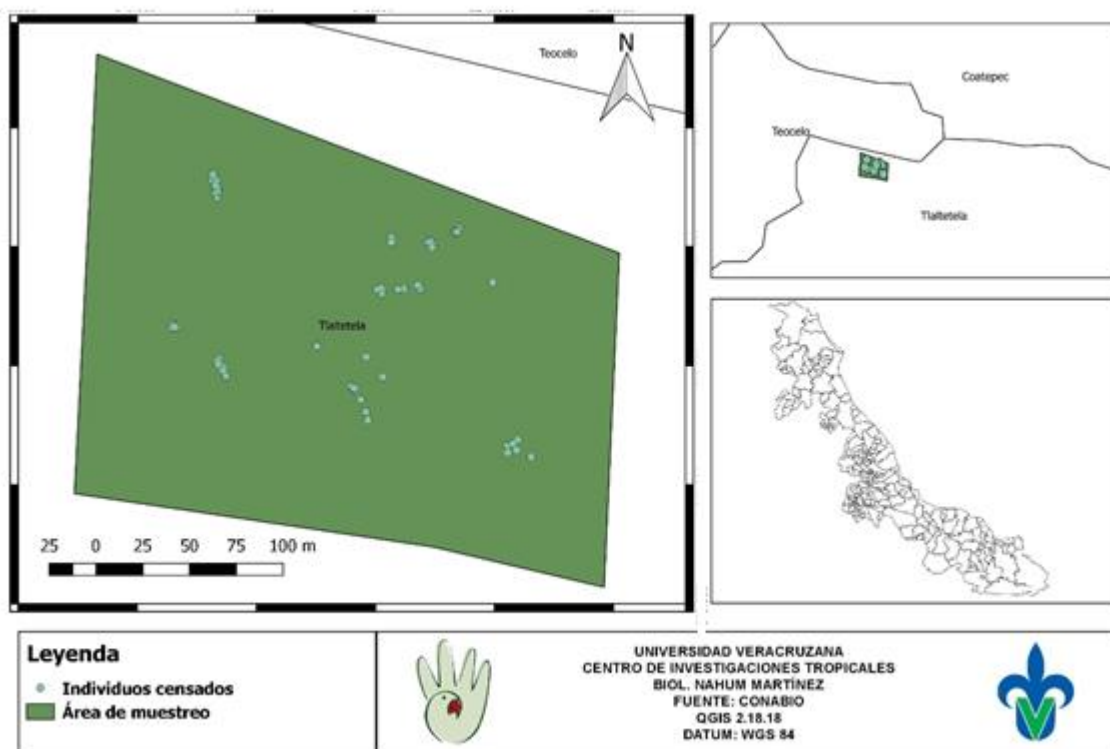 Teocelo
N
Tlaltetela
25 0 25 50 75 100 m
Coatepec
Teocelo
Tlaltetela
Leyenda
Individuos censados
Área de muestreo
UNIVERSIDAD VERACRUZANA
CENTRO DE INVESTIGACIONES TROPICALES
BIOL. NAHUM MARTÍNEZ
FUENTE: CONABIO
QGIS 2.18.18
DATUM: WGS 84